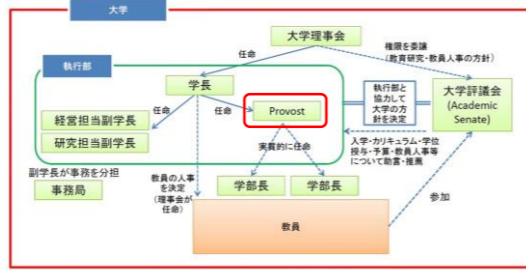 大学
大学理事会
任命
権限を委譲
(教育研究・教員人事の方針)
執行部
学長
執行部と
協力して
大学の方
針を決定
大学評議会
(Academic
Senate)
任命
任命
Provost
経営担当副学長
研究担当副学長
入学・カリキュラム・学位
授与・予算・教員人事等
について助言・推薦
実質的に任命
副学長が事務を分担
事務局
教員の人事
を決定
(理事会が
任命)
学部長
学部長
参加
教員